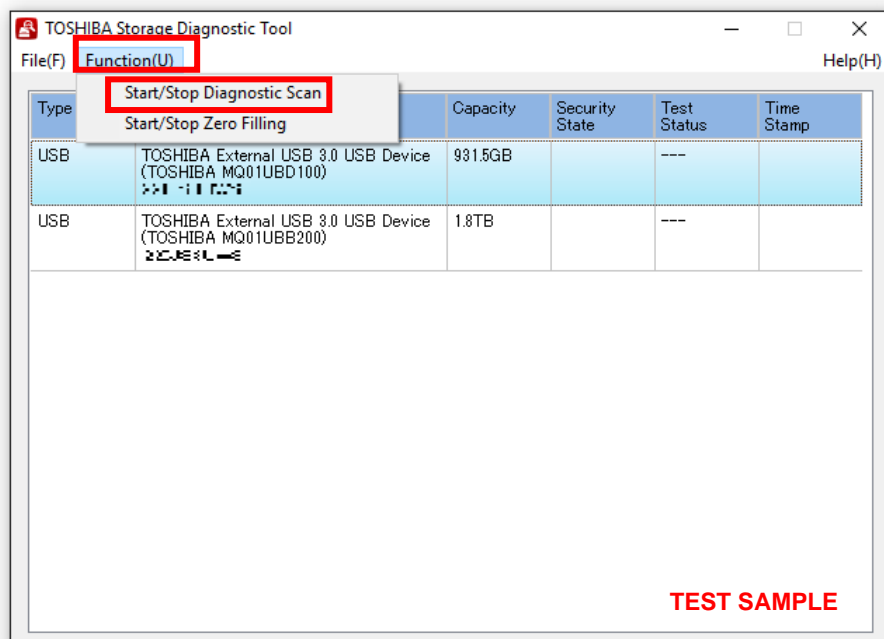 TOSHIBA Storage Diagnostic Tool
File(F) Function(U) Help(H)
Start/Stop Diagnostic Scan
Start/Stop Zero Filling
Type Capacity Security State Test Status Time Stamp
USB TOSHIBA External USB 3.0 USB Device 931.5GB ---
(TOSHIBA MQ01UBD100)
USB TOSHIBA External USB 3.0 USB Device 1.8TB ---
(TOSHIBA MQ01UBB200)
TEST SAMPLE